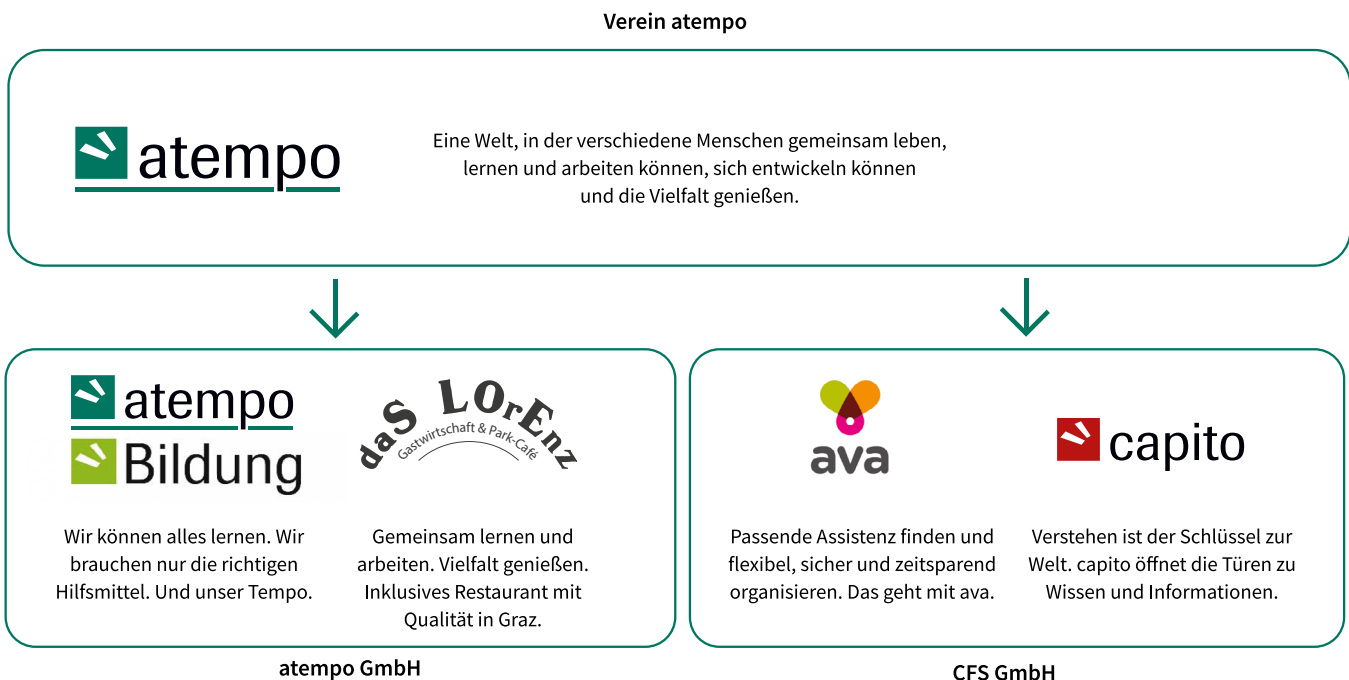 Verein atempo
atempo
Eine Welt, in der verschiedene Menschen gemeinsam leben,
lernen und arbeiten können, sich entwickeln können
und die Vielfalt genießen.
atempo
Bildung
Wir können alles lernen. Wir
brauchen nur die richtigen
Hilfsmittel. Und unser Tempo.
daS LOrEnz
Gastwirtschaft & Park-Café
Gemeinsam lernen und
arbeiten. Vielfalt genießen.
Inklusives Restaurant mit
Qualität in Graz.
atempo GmbH
ava
Passende Assistenz finden und
flexibel, sicher und zeitsparend
organisieren. Das geht mit ava.
capito
Verstehen ist der Schlüssel zur
Welt. capito öffnet die Türen zu
Wissen und Informationen.
CFS GmbH